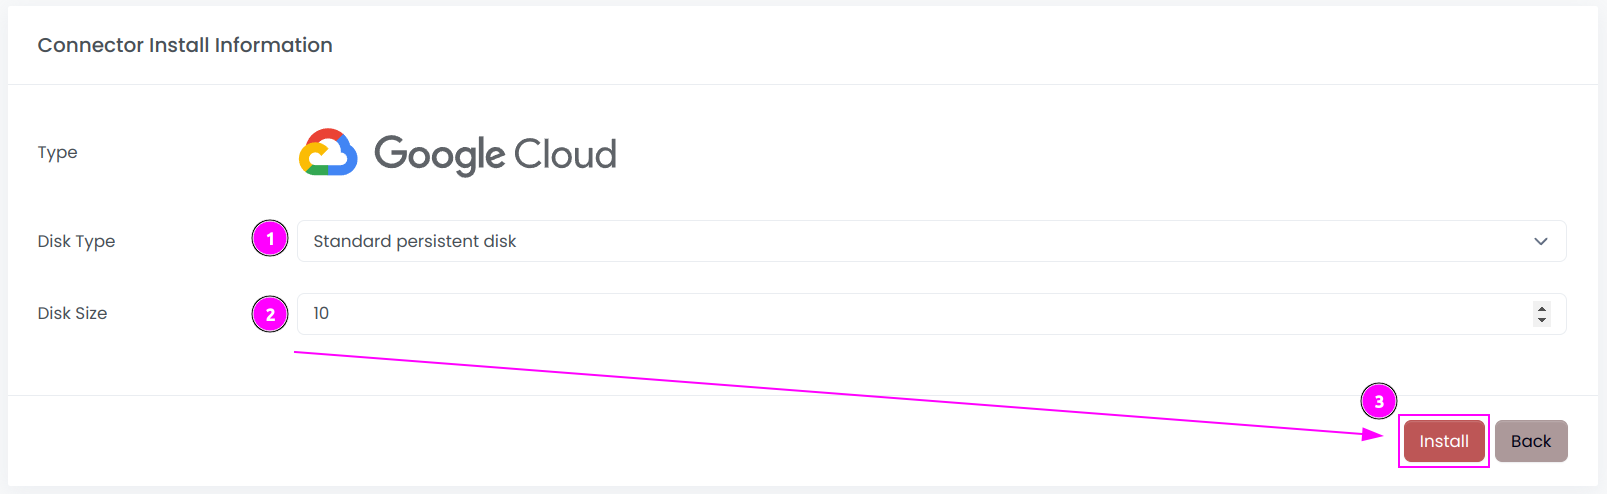 Connector Install Information
Type
Google Cloud
Disk Type
1
Standard persistent disk
Disk Size
2
10
3
Install
Back